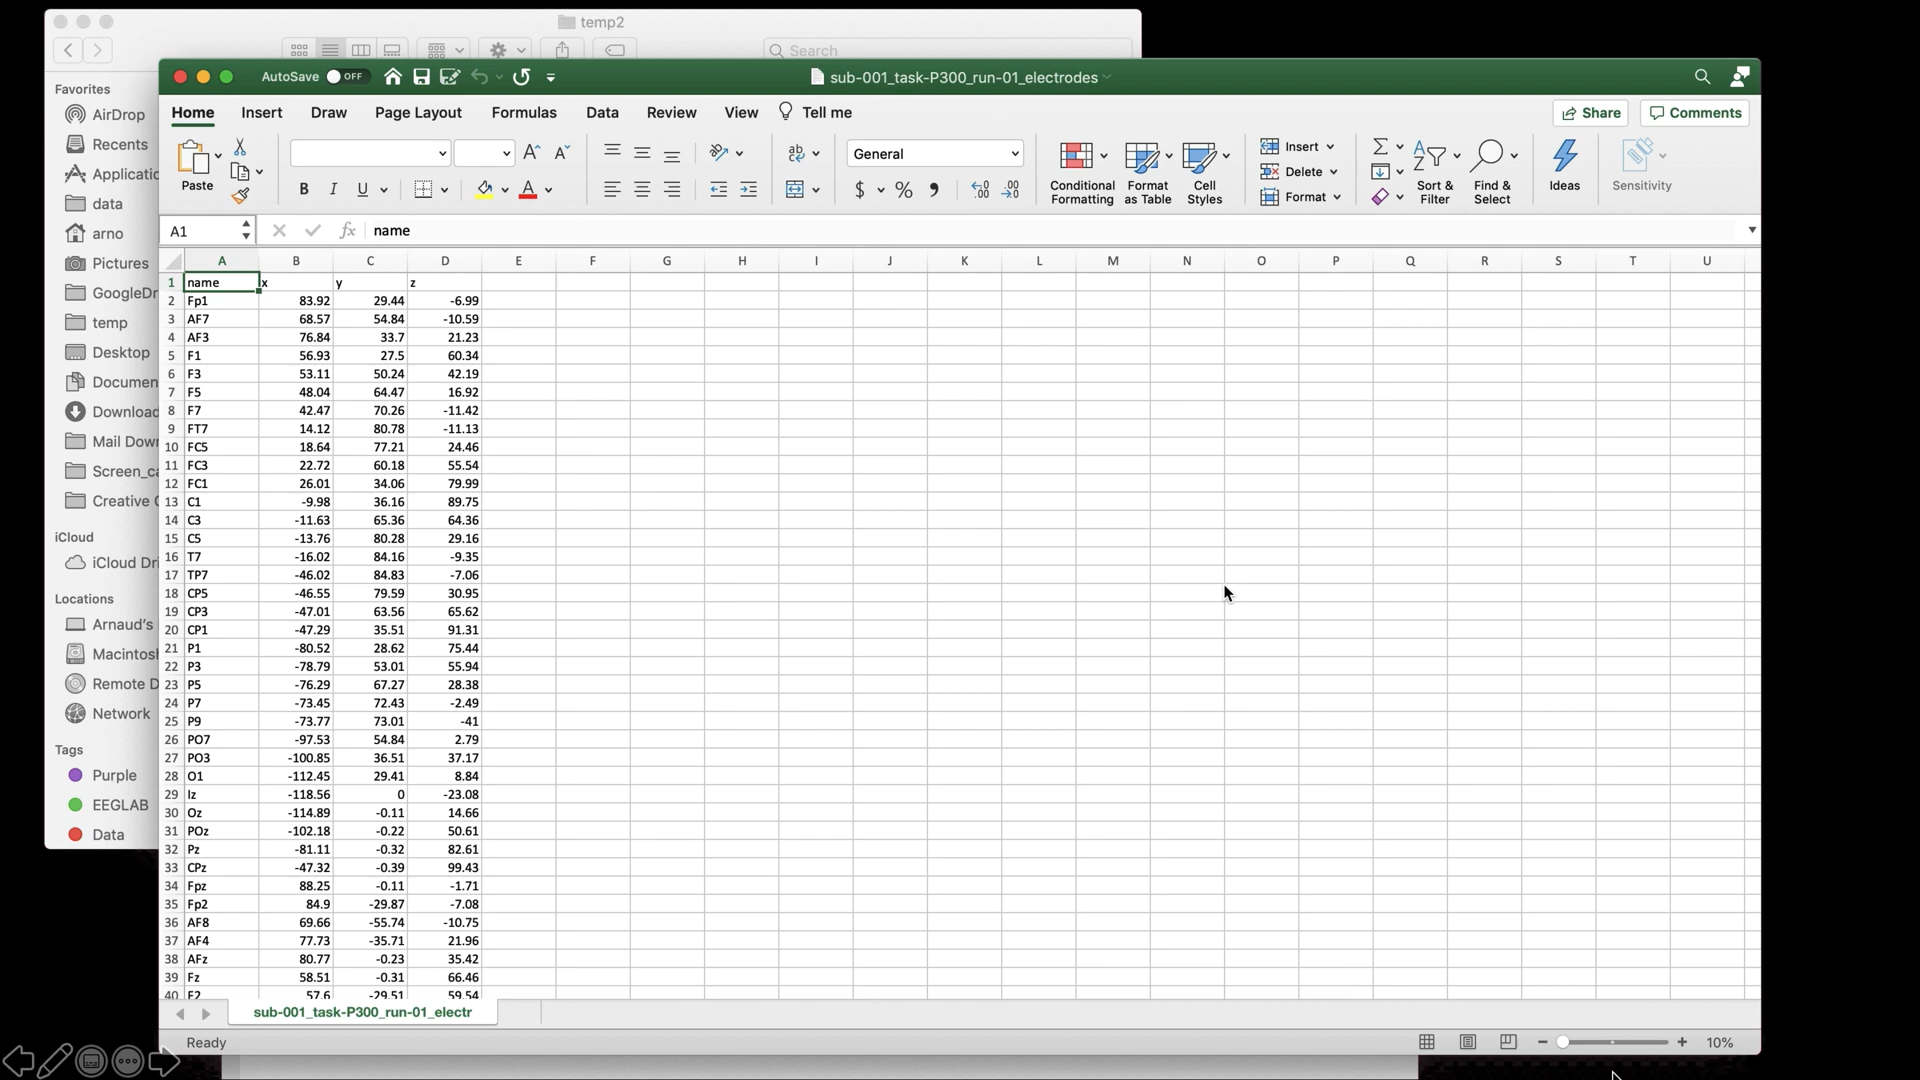 temp2
Search
AutoSave OFF
sub-001_task-P300_run-01_electrodes
Home Insert Draw Page Layout Formulas Data Review View Tell me Share Comments
Paste
General
Conditional Formatting
Format as Table
Cell Styles
Insert
Delete
Format
Sort & Filter
Find & Select
Ideas
Sensitivity
A1 fx name
Favorites
AirDrop
Recents
Applicatio
data
arno
Pictures
GoogleDr
temp
Desktop
Documen
Download
Mail Down
Screen_ca
Creative C
iCloud
iCloud Dri
Locations
Arnaud's
Macintosh
Remote D
Network
Tags
Purple
EEGLAB
Data
A B C D E F G H I J K L M N O P Q R S T U
1 name x y z
2 Fp1 83.92 29.44 -6.99
3 AF7 68.57 54.84 -10.59
4 AF3 76.84 33.7 21.23
5 F1 56.93 27.5 60.34
6 F3 53.11 50.24 42.19
7 F5 48.04 64.47 16.92
8 F7 42.47 70.26 -11.42
9 FT7 14.12 80.78 -11.13
10 FC5 18.64 77.21 24.46
11 FC3 22.72 60.18 55.54
12 FC1 26.01 34.06 79.99
13 C1 -9.98 36.16 89.75
14 C3 -11.63 65.36 64.36
15 C5 -13.76 80.28 29.16
16 T7 -16.02 84.16 -9.35
17 TP7 -46.02 84.83 -7.06
18 CP5 -46.55 79.59 30.95
19 CP3 -47.01 63.56 65.62
20 CP1 -47.29 35.51 91.31
21 P1 -80.52 28.62 75.44
22 P3 -78.79 53.01 55.94
23 P5 -76.29 67.27 28.38
24 P7 -73.45 72.43 -2.49
25 P9 -73.77 73.01 -41
26 PO7 -97.53 54.84 2.79
27 PO3 -100.85 36.51 37.17
28 O1 -112.45 29.41 8.84
29 Iz -118.56 0 -23.08
30 Oz -114.89 -0.11 14.66
31 POz -102.18 -0.22 50.61
32 Pz -81.11 -0.32 82.61
33 CPz -47.32 -0.39 99.43
34 Fpz 88.25 -0.11 -1.71
35 Fp2 84.9 -29.87 -7.08
36 AF8 69.66 -55.74 -10.75
37 AF4 77.73 -35.71 21.96
38 AFz 80.77 -0.23 35.42
39 Fz 58.51 -0.31 66.46
40 F2 57.6 -29.51 59.54
sub-001_task-P300_run-01_electr
Ready
10%